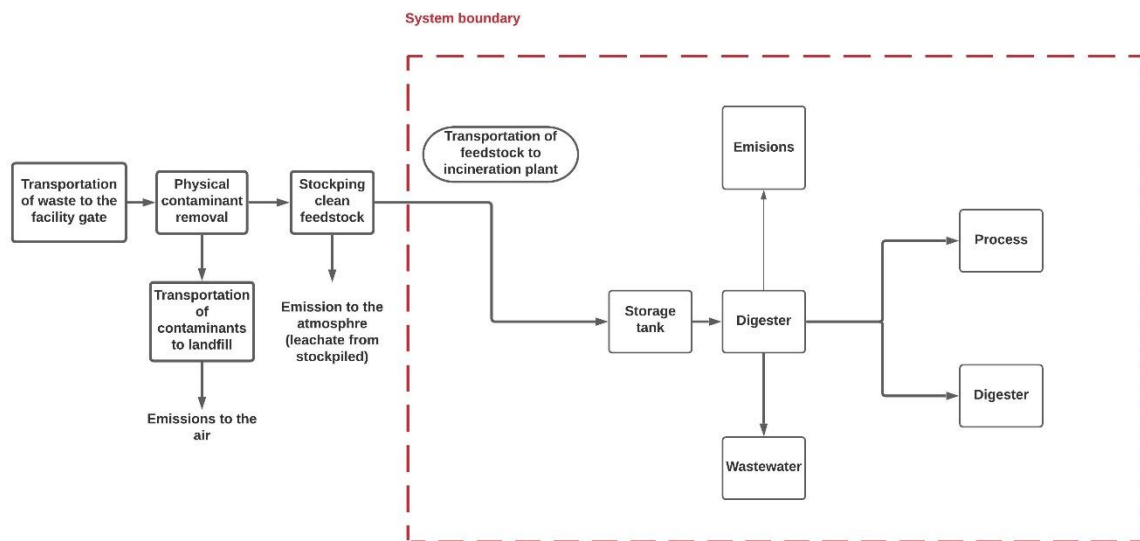 System boundary
Transportation
of waste to the
facility gate
Physical
contaminant
removal
Stockping
clean
feedstock
Transportation of
feedstock to
incineration plant
Emisions
Process
Transportation
of
contaminants
to landfill
Emission to the
atmosphre
(leachate from
stockpiled)
Storage
tank
Digester
Digester
Emissions to the
air
Wastewater